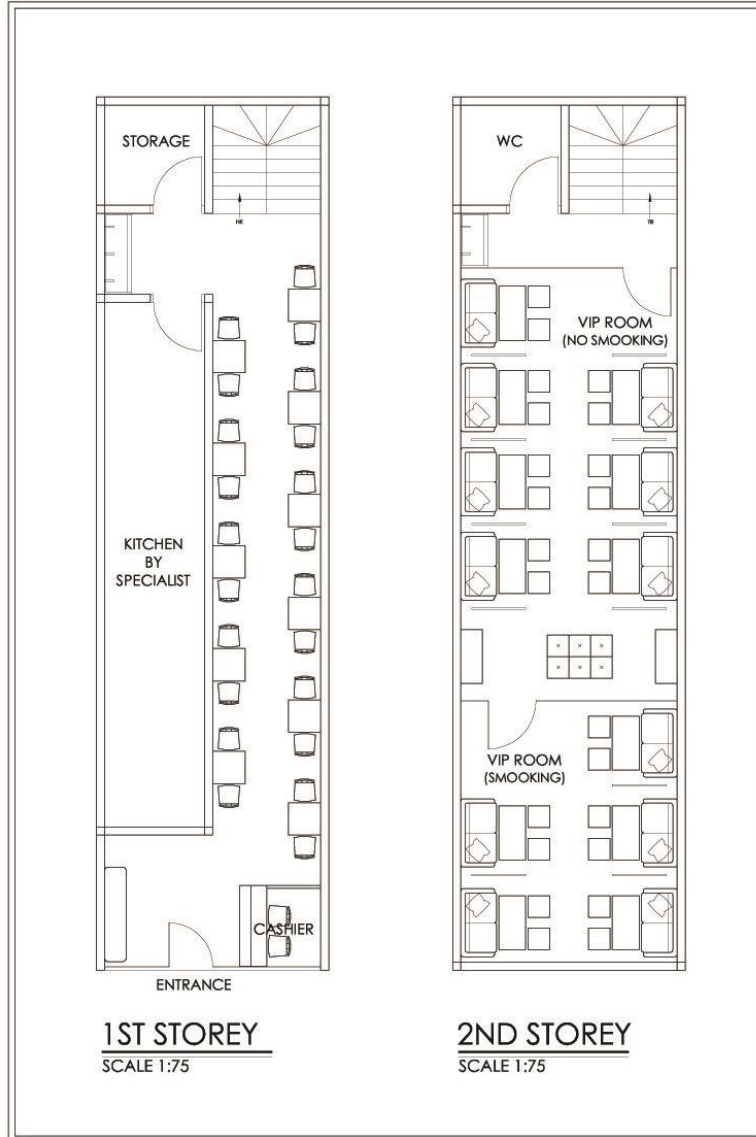 STORAGE
KITCHEN
BY
SPECIALIST
CASHIER
ENTRANCE
1ST STOREY
SCALE 1:75
WC
VIP ROOM
(NO SMOOKING)
VIP ROOM
(SMOOKING)
2ND STOREY
SCALE 1:75